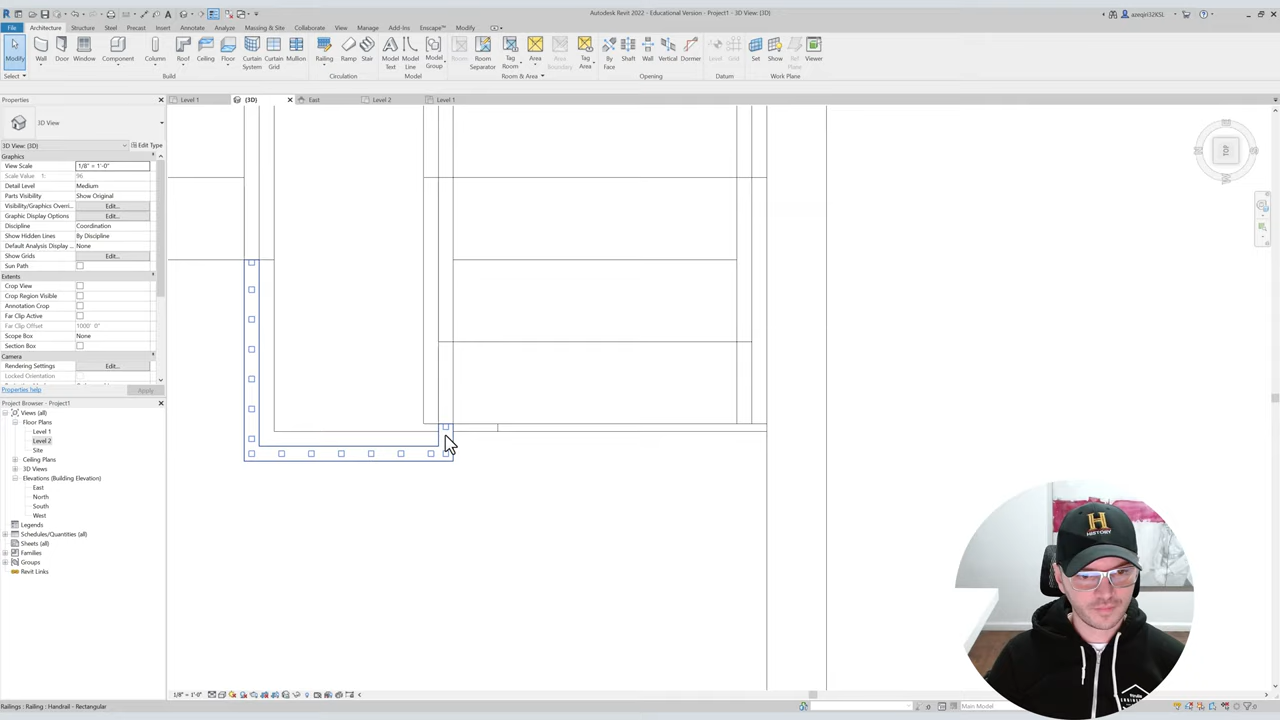 Autodesk Revit 2022 - Educational Version - Project1 - 3D View: {3D}
azegiri32KSL
File Architecture Structure Steel Precast Insert Annotate Analyze Massing & Site Collaborate View Manage Add-Ins Enscape™ Modify
Modify Wall Door Window Component Column Roof Ceiling Floor Curtain System Curtain Grid Mullion Railing Ramp Stair Model Text Model Line Model Group Room Room Separator Tag Room Area Area Boundary Tag Area By Face Shaft Wall Vertical Dormer Level Grid Set Show Ref Plane Viewer
Select Build Circulation Model Room & Area Opening Datum Work Plane
Properties
Level 1 {3D} East Level 2 Level 1
3D View
3D View: {3D} Edit Type
Graphics
View Scale 1/8" = 1'-0"
Scale Value 1: 96
Detail Level Medium
Parts Visibility Show Original
Visibility/Graphics Overri... Edit...
Graphic Display Options Edit...
Discipline Coordination
Show Hidden Lines By Discipline
Default Analysis Display ... None
Show Grids Edit...
Sun Path
Extents
Crop View
Crop Region Visible
Annotation Crop
Far Clip Active
Far Clip Offset 1000' 0"
Scope Box None
Section Box
Camera
Rendering Settings Edit...
Locked Orientation
Properties help Apply
Project Browser - Project1
Views (all)
Floor Plans
Level 1
Level 2
Site
Ceiling Plans
3D Views
Elevations (Building Elevation)
East
North
South
West
Legends
Schedules/Quantities (all)
Sheets (all)
Families
Groups
Revit Links
TOP
H
HISTORY
1/8" = 1'-0"
Railings : Railing : Handrail - Rectangular
Main Model